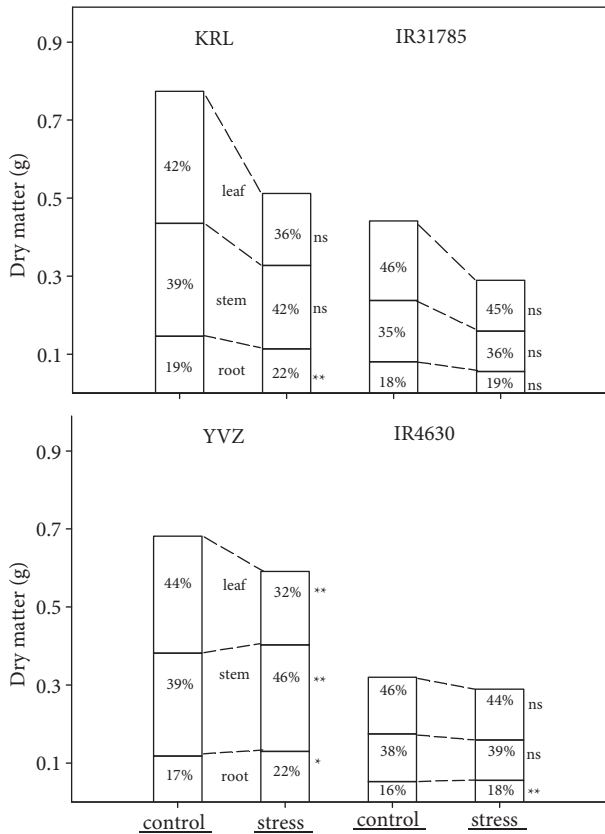 KRL IR31785
0.9
0.7
0.5
0.3
0.1
Dry matter (g)
42% leaf 36% ns 46% 45% ns
39% stem 42% ns 35% 36% ns
19% root 22% ** 18% 19% ns
YVZ IR4630
0.9
0.7
0.5
0.3
0.1
Dry matter (g)
44% leaf 32% ** 46% 44% ns
39% stem 46% ** 38% 39% ns
17% root 22% * 16% 18% **
control stress control stress